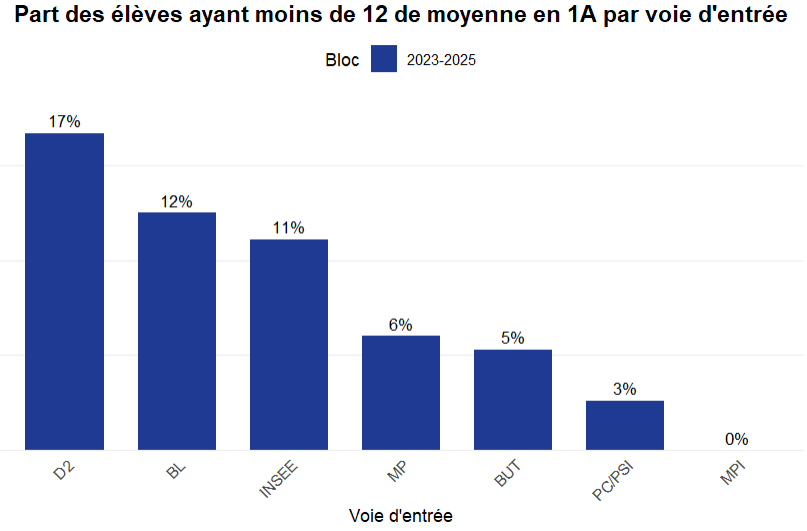 Part des élèves ayant moins de 12 de moyenne en 1A par voie d'entrée
Bloc 2023-2025
17%
12%
11%
6%
5%
3%
0%
D2
BL
INSEE
MP
BUT
PC/PSI
MPI
Voie d'entrée